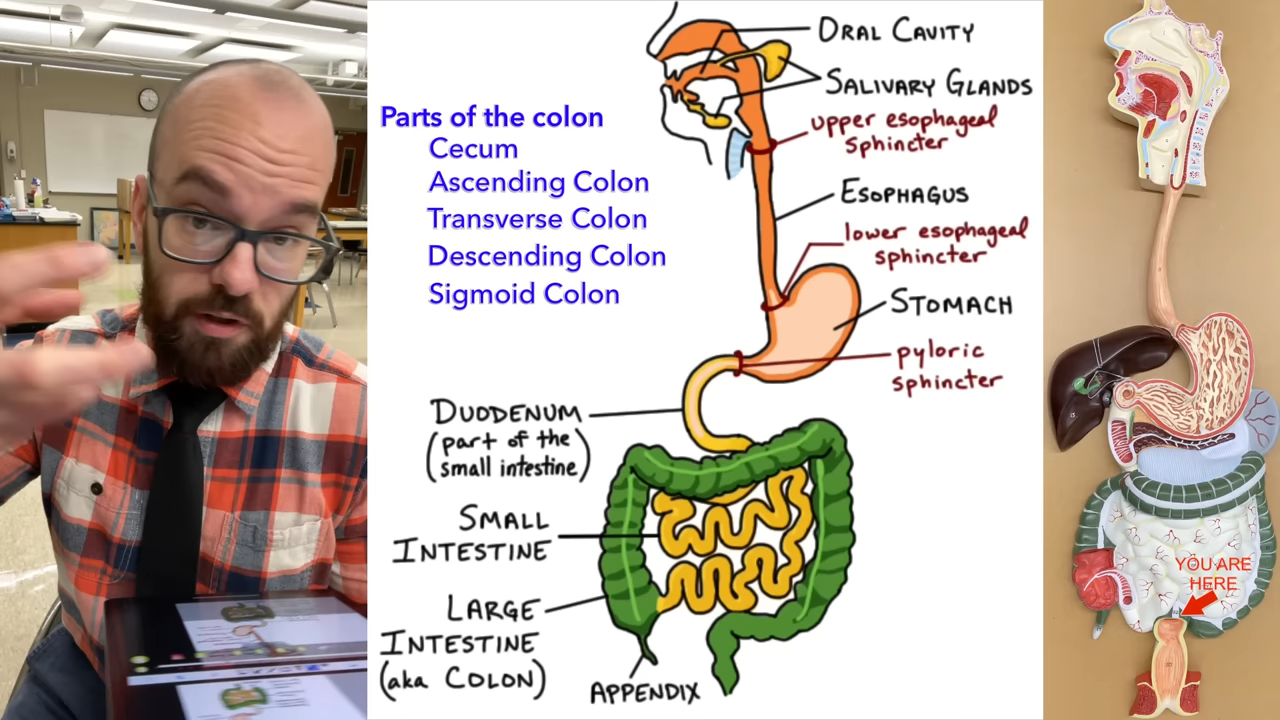 Parts of the colon
Cecum
Ascending Colon
Transverse Colon
Descending Colon
Sigmoid Colon
ORAL CAVITY
SALIVARY GLANDS
upper esophageal
sphincter
ESOPHAGUS
lower esophageal
sphincter
STOMACH
pyloric
sphincter
DUODENUM
(part of the
small intestine)
SMALL
INTESTINE
LARGE
INTESTINE
(aka COLON)
APPENDIX
YOU ARE
HERE